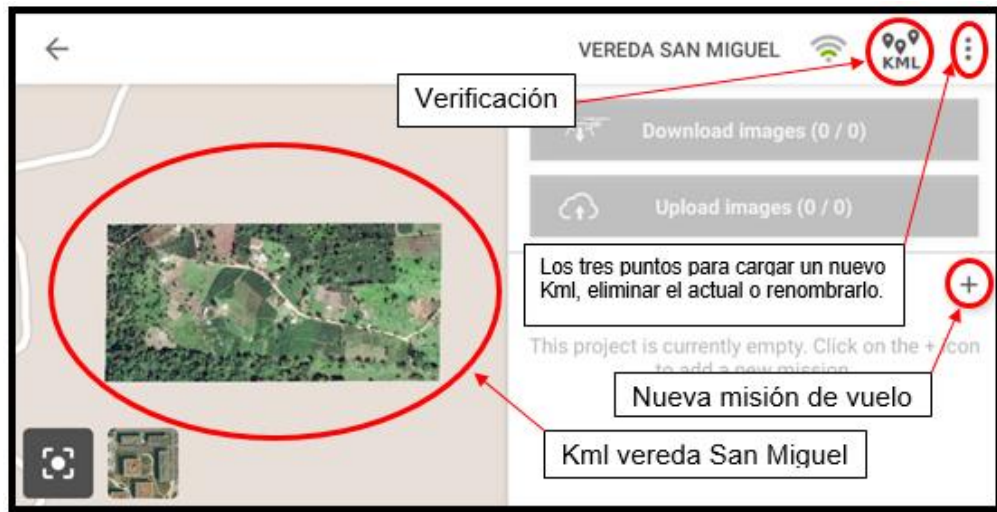 VEREDA SAN MIGUEL
KML
Verificación
Download images (0 / 0)
Upload images (0 / 0)
Los tres puntos para cargar un nuevo
Kml, eliminar el actual o renombrarlo.
+
This project is currently empty. Click on the + icon
to add a new mission
Nueva misión de vuelo
Kml vereda San Miguel